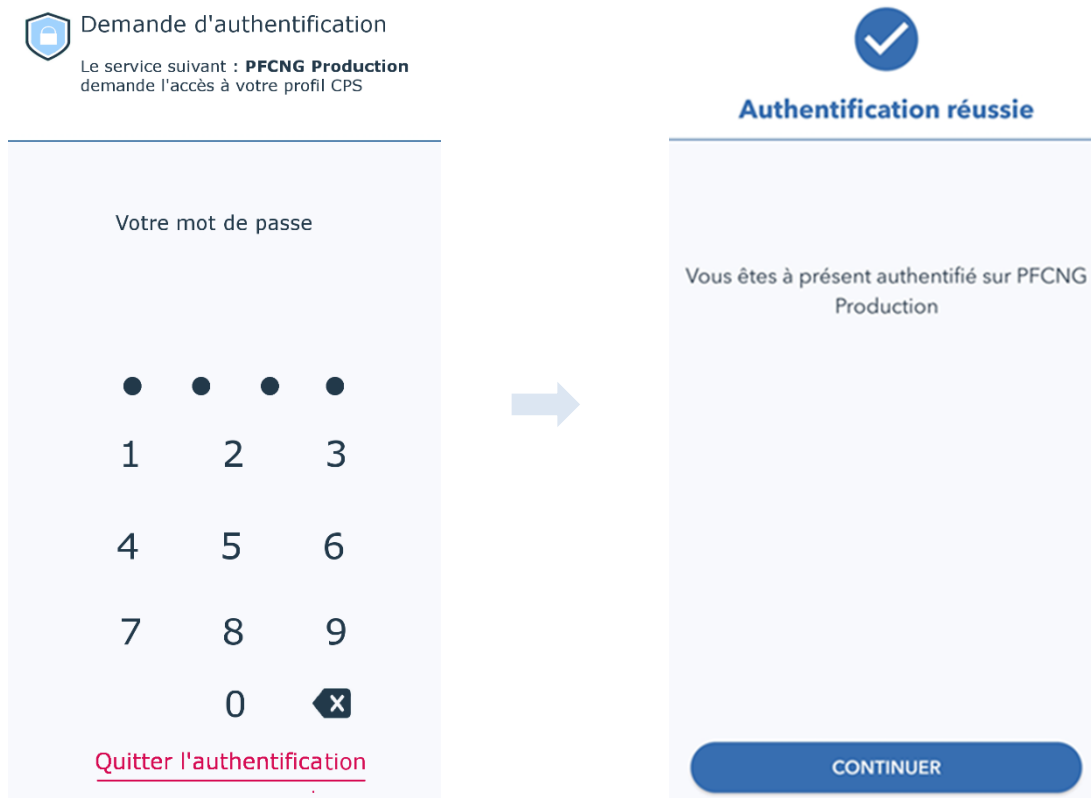 Demande d'authentification
Le service suivant : PFCNG Production
demande l'accès à votre profil CPS
Votre mot de passe
1 2 3
4 5 6
7 8 9
0
Quitter l'authentification
Authentification réussie
Vous êtes à présent authentifié sur PFCNG
Production
CONTINUER